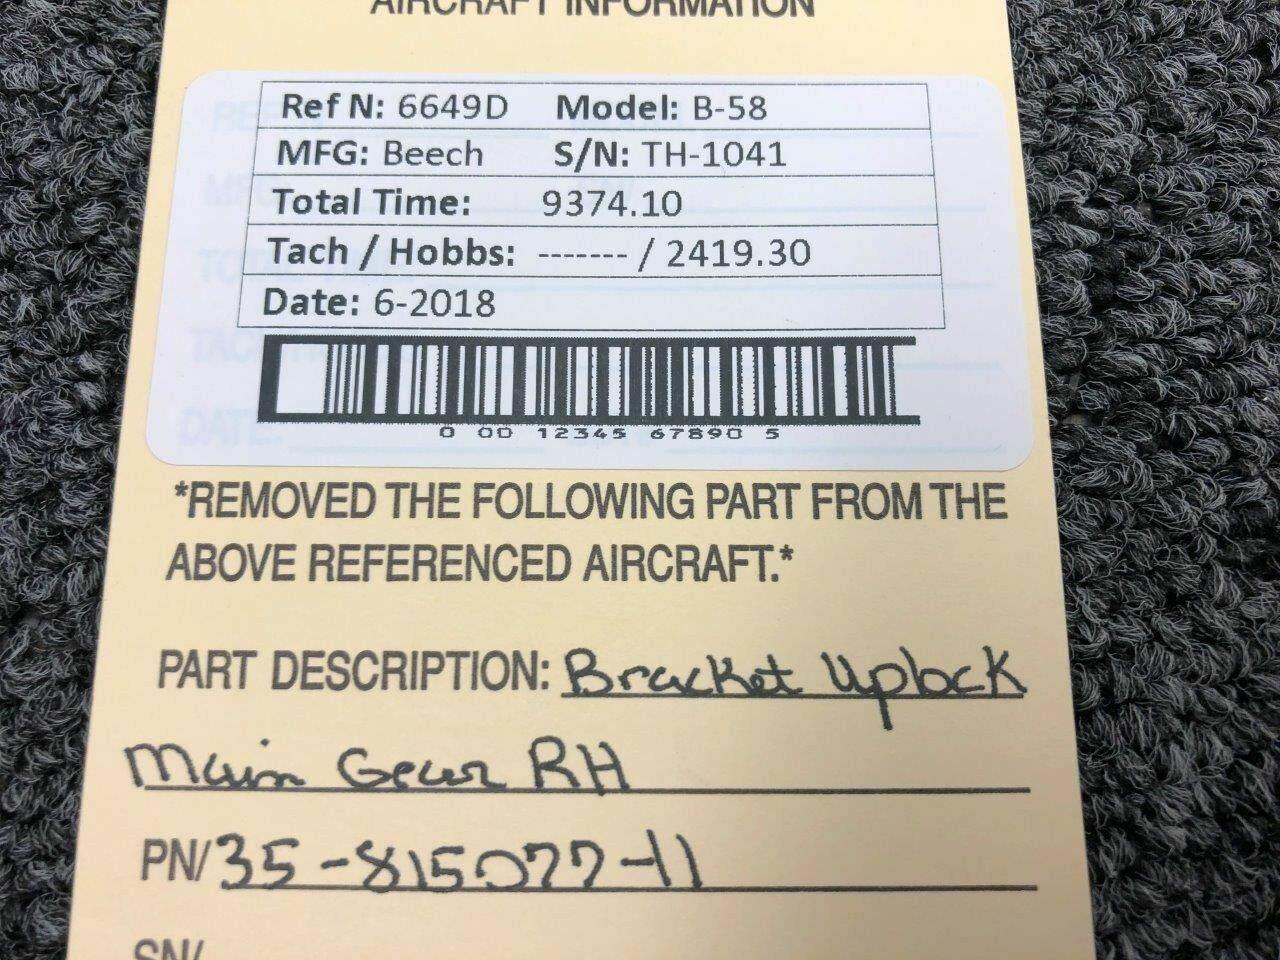 AIRCRAFT INFORMATION
Ref N: 6649D Model: B-58
MFG: Beech S/N: TH-1041
Total Time: 9374.10
Tach / Hobbs: ------- / 2419.30
Date: 6-2018
0 00 12345 67890 5
*REMOVED THE FOLLOWING PART FROM THE
ABOVE REFERENCED AIRCRAFT.*
PART DESCRIPTION: Bracket Uplock
Main Gear RH
PN/ 35-815077-11
SN/